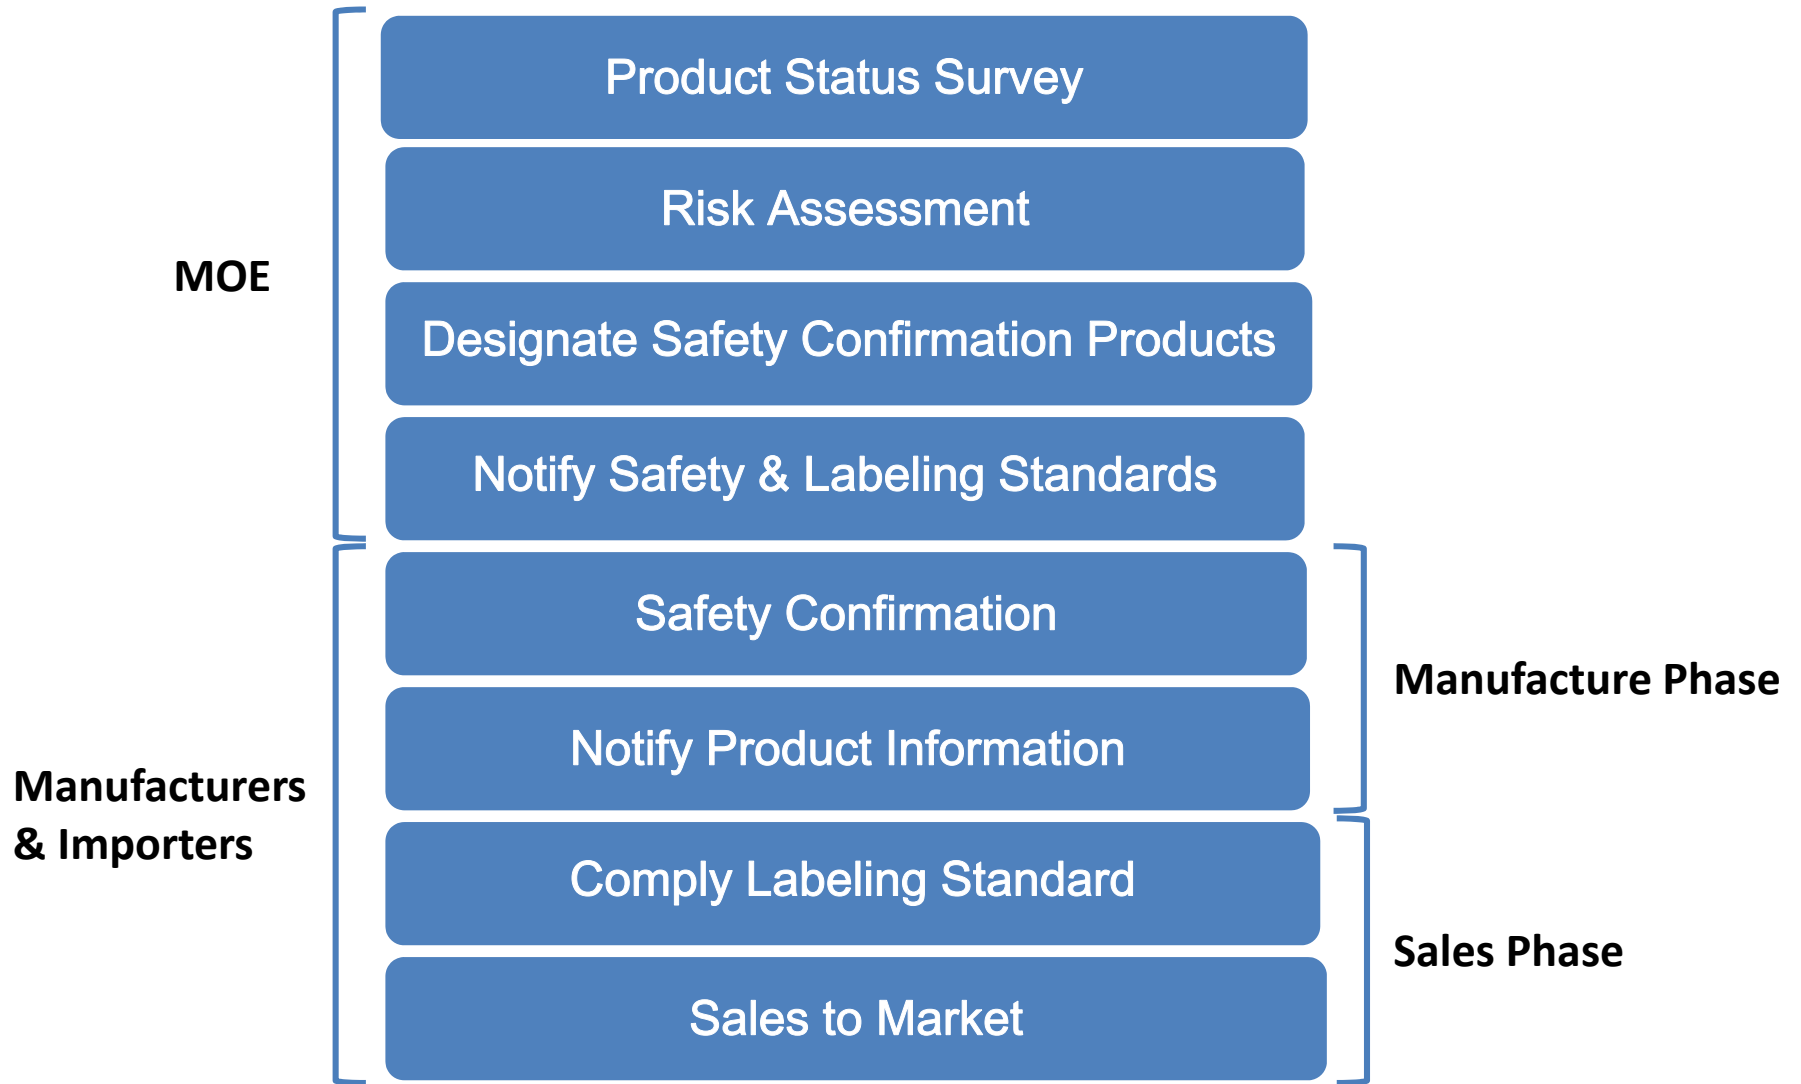 Product Status Survey
Risk Assessment
MOE
Designate Safety Confirmation Products
Notify Safety & Labeling Standards
Safety Confirmation
Manufacture Phase
Notify Product Information
Manufacturers
& Importers
Comply Labeling Standard
Sales Phase
Sales to Market